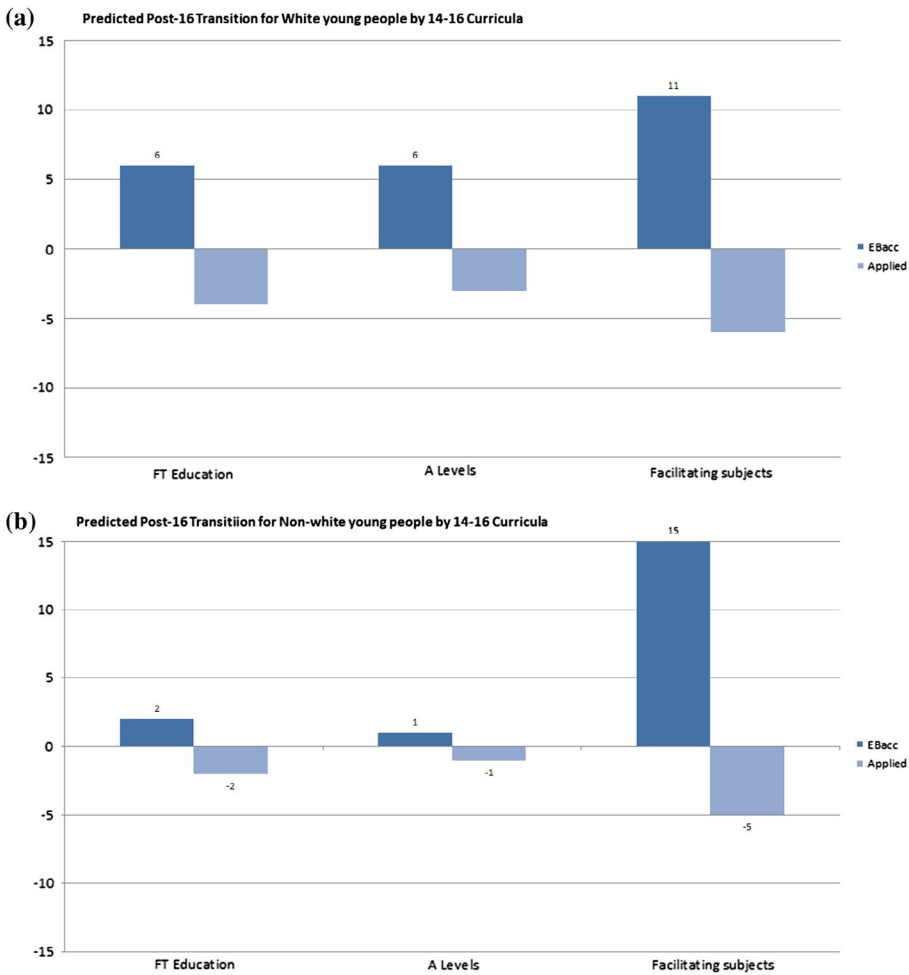 (a) Predicted Post-16 Transition for White young people by 14-16 Curricula
15
10
5
0
-5
-10
-15
6
6
11
EBacc
Applied
FT Education
A Levels
Facilitating subjects
(b) Predicted Post-16 Transitiion for Non-white young people by 14-16 Curricula
15
10
5
0
-5
-10
-15
2
-2
1
-1
15
-5
EBacc
Applied
FT Education
A Levels
Facilitating subjects